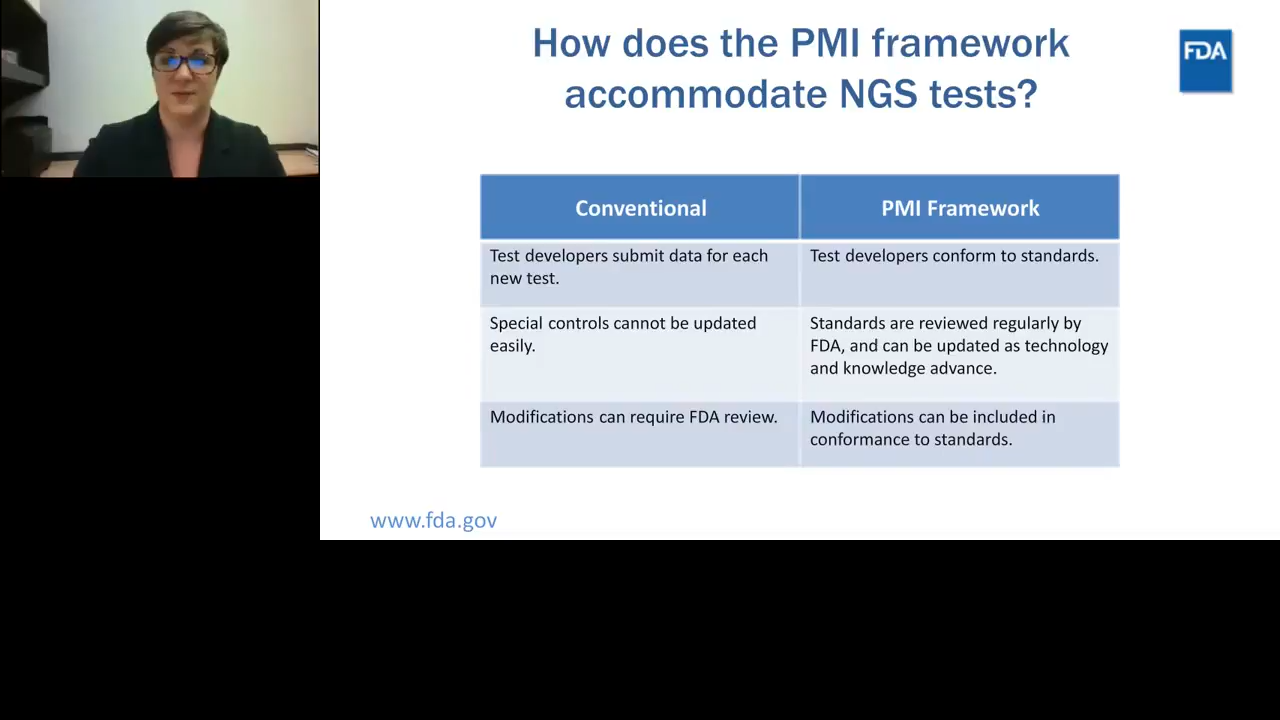 How does the PMI framework
accommodate NGS tests?
FDA
Conventional
PMI Framework
Test developers submit data for each
new test.
Test developers conform to standards.
Special controls cannot be updated
easily.
Standards are reviewed regularly by
FDA, and can be updated as technology
and knowledge advance.
Modifications can require FDA review.
Modifications can be included in
conformance to standards.
www.fda.gov